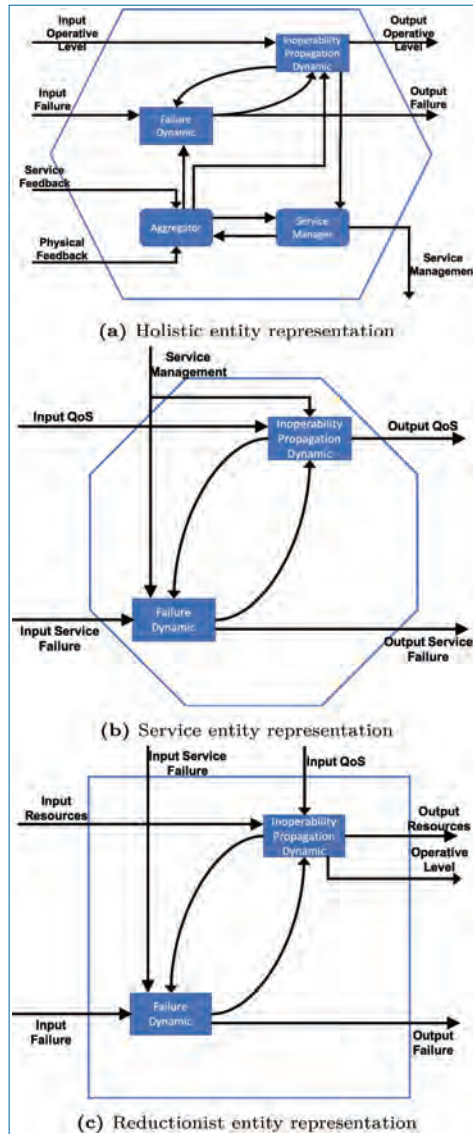 Input
Operative
Level
Output
Operative
Level
Inoperability
Propagation
Dynamic
Input
Failure
Failure
Dynamic
Output
Failure
Service
Feedback
Aggregator
Service
Manager
Physical
Feedback
Service
Management
(a) Holistic entity representation
Service
Management
Input QoS
Inoperability
Propagation
Dynamic
Output QoS
Failure
Dynamic
Input Service
Failure
Output Service
Failure
(b) Service entity representation
Input Service
Failure
Input QoS
Input
Resources
Inoperability
Propagation
Dynamic
Output
Resources
Operative
Level
Failure
Dynamic
Input
Failure
Output
Failure
(c) Reductionist entity representation